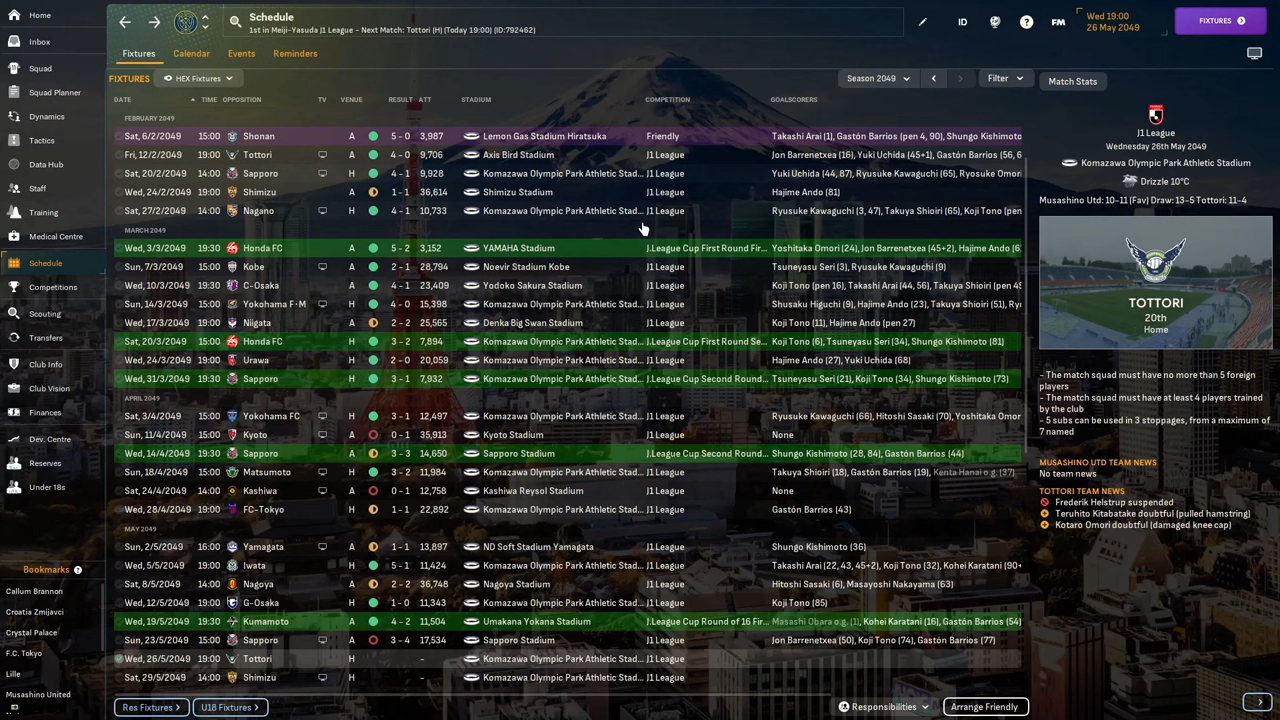 Home
Schedule
1st in Meiji-Yasuda J1 League - Next Match: Tottori (H) (Today 19:00) (ID:792462)
ID
FM
Wed 19:00
26 May 2049
FIXTURES
Inbox
Fixtures
Calendar
Events
Reminders
Squad
FIXTURES
HEX Fixtures
Season 2049
Filter
Match Stats
Squad Planner
DATE TIME OPPOSITION TV VENUE RESULT ATT STADIUM COMPETITION GOALSCORERS
FEBRUARY 2049
Sat, 6/2/2049 15:00 Shonan A 5 - 0 3,987 Lemon Gas Stadium Hiratsuka Friendly Takashi Arai (1), Gastón Barrios (pen 4, 90), Shungo Kishimoto
Fri, 12/2/2049 19:00 Tottori A 4 - 0 9,706 Axis Bird Stadium J1 League Jon Barrenetxea (16), Yuki Uchida (45+1), Gastón Barrios (56, 6
Sat, 20/2/2049 14:00 Sapporo H 4 - 1 9,928 Komazawa Olympic Park Athletic Stad... J1 League Yuki Uchida (44, 87), Ryusuke Kawaguchi (65), Ryosuke Omor
Wed, 24/2/2049 19:00 Shimizu A 1 - 1 36,614 Shimizu Stadium J1 League Hajime Ando (81)
Sat, 27/2/2049 14:00 Nagano H 4 - 1 10,733 Komazawa Olympic Park Athletic Stad... J1 League Ryusuke Kawaguchi (3, 47), Takuya Shioiri (65), Koji Tono (pen
MARCH 2049
Wed, 3/3/2049 19:30 Honda FC A 5 - 2 3,152 YAMAHA Stadium J.League Cup First Round Fir... Yoshitaka Omori (24), Jon Barrenetxea (45+2), Hajime Ando (6
Sun, 7/3/2049 15:00 Kobe A 2 - 1 28,794 Noevir Stadium Kobe J1 League Tsuneyasu Seri (3), Ryusuke Kawaguchi (9)
Wed, 10/3/2049 19:30 C-Osaka A 4 - 1 23,409 Yodoko Sakura Stadium J1 League Koji Tono (pen 16), Takashi Arai (44, 56), Takuya Shioiri (pen 45
Sun, 14/3/2049 15:00 Yokohama F·M H 4 - 0 15,398 Komazawa Olympic Park Athletic Stad... J1 League Shusaku Higuchi (9), Hajime Ando (23), Takuya Shioiri (51), Ry
Wed, 17/3/2049 19:00 Niigata A 2 - 2 25,565 Denka Big Swan Stadium J1 League Koji Tono (11), Hajime Ando (pen 27)
Sat, 20/3/2049 14:00 Honda FC H 3 - 2 7,894 Komazawa Olympic Park Athletic Stad... J.League Cup First Round Se... Koji Tono (6), Tsuneyasu Seri (34), Shungo Kishimoto (81)
Wed, 24/3/2049 19:00 Urawa H 2 - 0 20,059 Komazawa Olympic Park Athletic Stad... J1 League Hajime Ando (27), Yuki Uchida (68)
Wed, 31/3/2049 19:30 Sapporo H 3 - 1 7,932 Komazawa Olympic Park Athletic Stad... J.League Cup Second Round... Tsuneyasu Seri (21), Koji Tono (34), Shungo Kishimoto (73)
APRIL 2049
Sat, 3/4/2049 15:00 Yokohama FC H 3 - 1 12,497 Komazawa Olympic Park Athletic Stad... J1 League Ryusuke Kawaguchi (66), Hitoshi Sasaki (70), Yoshitaka Omor
Sun, 11/4/2049 15:00 Kyoto A 0 - 1 35,913 Kyoto Stadium J1 League None
Wed, 14/4/2049 19:30 Sapporo A 3 - 3 14,650 Sapporo Stadium J.League Cup Second Round... Shungo Kishimoto (28, 84), Gastón Barrios (44)
Sun, 18/4/2049 15:00 Matsumoto H 3 - 2 11,984 Komazawa Olympic Park Athletic Stad... J1 League Takuya Shioiri (18), Gastón Barrios (19), Kenta Hanai o.g. (37)
Sat, 24/4/2049 14:00 Kashiwa A 0 - 1 12,758 Kashiwa Reysol Stadium J1 League None
Wed, 28/4/2049 19:00 FC-Tokyo H 1 - 1 22,892 Komazawa Olympic Park Athletic Stad... J1 League Gastón Barrios (43)
MAY 2049
Sun, 2/5/2049 16:00 Yamagata A 1 - 1 13,897 ND Soft Stadium Yamagata J1 League Shungo Kishimoto (36)
Wed, 5/5/2049 15:00 Iwata H 5 - 1 11,424 Komazawa Olympic Park Athletic Stad... J1 League Takashi Arai (22, 43, 45+2), Koji Tono (32), Kohei Karatani (90+
Sat, 8/5/2049 14:00 Nagoya A 2 - 2 36,748 Nagoya Stadium J1 League Hitoshi Sasaki (6), Masayoshi Nakayama (63)
Wed, 12/5/2049 19:00 G-Osaka H 1 - 0 11,343 Komazawa Olympic Park Athletic Stad... J1 League Koji Tono (85)
Wed, 19/5/2049 19:30 Kumamoto A 4 - 2 11,504 Umakana Yokana Stadium J.League Cup Round of 16 Fir... Masashi Obara o.g. (1), Kohei Karatani (16), Gastón Barrios (54)
Sun, 23/5/2049 15:00 Sapporo A 3 - 4 17,534 Sapporo Stadium J1 League Jon Barrenetxea (50), Koji Tono (74), Gastón Barrios (77)
Wed, 26/5/2049 19:00 Tottori H - Komazawa Olympic Park Athletic Stad... J1 League
Sat, 29/5/2049 14:00 Shimizu H - Komazawa Olympic Park Athletic Stad... J1 League
Dynamics
Tactics
Data Hub
Staff
Training
Medical Centre
Schedule
Competitions
Scouting
Transfers
Club Info
Club Vision
Finances
Dev. Centre
Reserves
Under 18s
Bookmarks
Callum Brannon
Croatia Zmijavci
Crystal Palace
F.C. Tokyo
Lille
Musashino United
J1 League
Wednesday 26th May 2049
Komazawa Olympic Park Athletic Stadium
Drizzle 10°C
Musashino Utd: 10-11 (Fav) Draw: 13-5 Tottori: 11-4
TOTTORI
20th
Home
- The match squad must have no more than 5 foreign
players
- The match squad must have at least 4 players trained
by the club
- 5 subs can be used in 3 stoppages, from a maximum of
7 named
MUSASHINO UTD TEAM NEWS
No team news
TOTTORI TEAM NEWS
Frederik Helstrup suspended
Teruhito Kitabatake doubtful (pulled hamstring)
Kotaro Omori doubtful (damaged knee cap)
Res Fixtures >
U18 Fixtures >
Responsibilities
Arrange Friendly